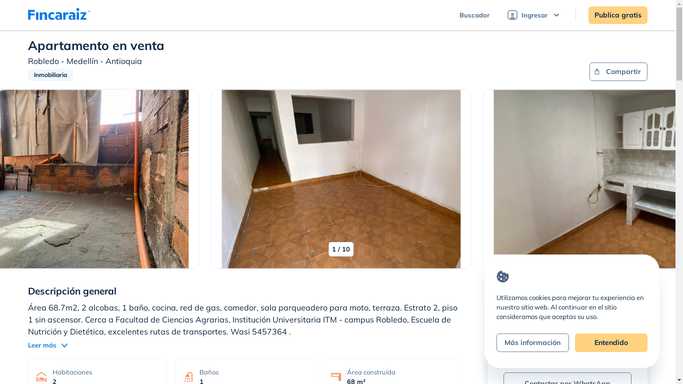 Fincaraiz
Buscador
Ingresar
Publica gratis
Apartamento en venta
Robledo - Medellín - Antioquia
Inmobiliaria
Compartir
1 / 10
Descripción general
Área 68.7m2, 2 alcobas, 1 baño, cocina, red de gas, comedor, sala parqueadero para moto, terraza. Estrato 2, piso
1 sin ascensor. Cerca a Facultad de Ciencias Agrarias, Institución Universitaria ITM - campus Robledo, Escuela de
Nutrición y Dietética, excelentes rutas de transportes. Wasi 5457364 .
Leer más
Habitaciones
2
Baños
1
Área construida
68 m²
Utilizamos cookies para mejorar tu experiencia en
nuestro sitio web. Al continuar en el sitio
consideramos que aceptas su uso.
Más información
Entendido
Contactar por WhatsApp